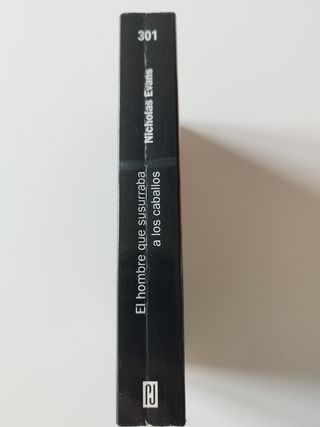 301
Nicholas Evans
El hombre que susurraba
a los caballos